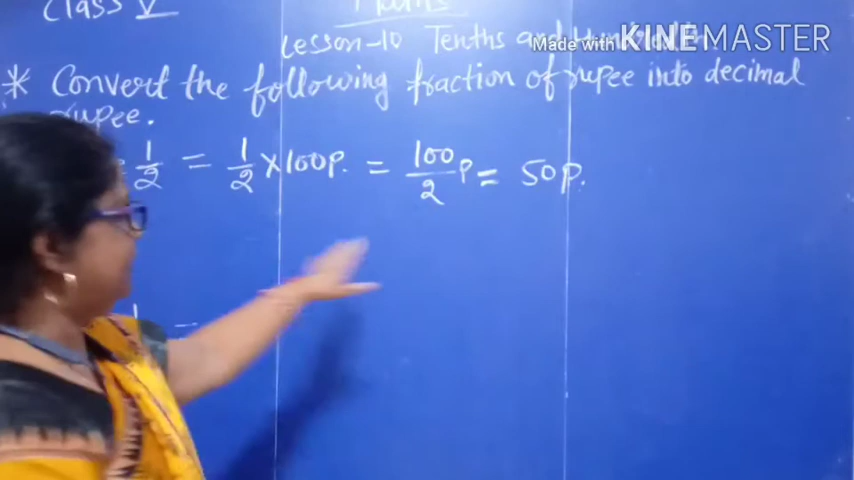 Class V
Maths
Lesson-10 Tenths and
Made with KINEMASTER
* Convert the following fraction of rupee into decimal
rupee.
1/2 = 1/2 × 100p. = 100/2 p = 50p.